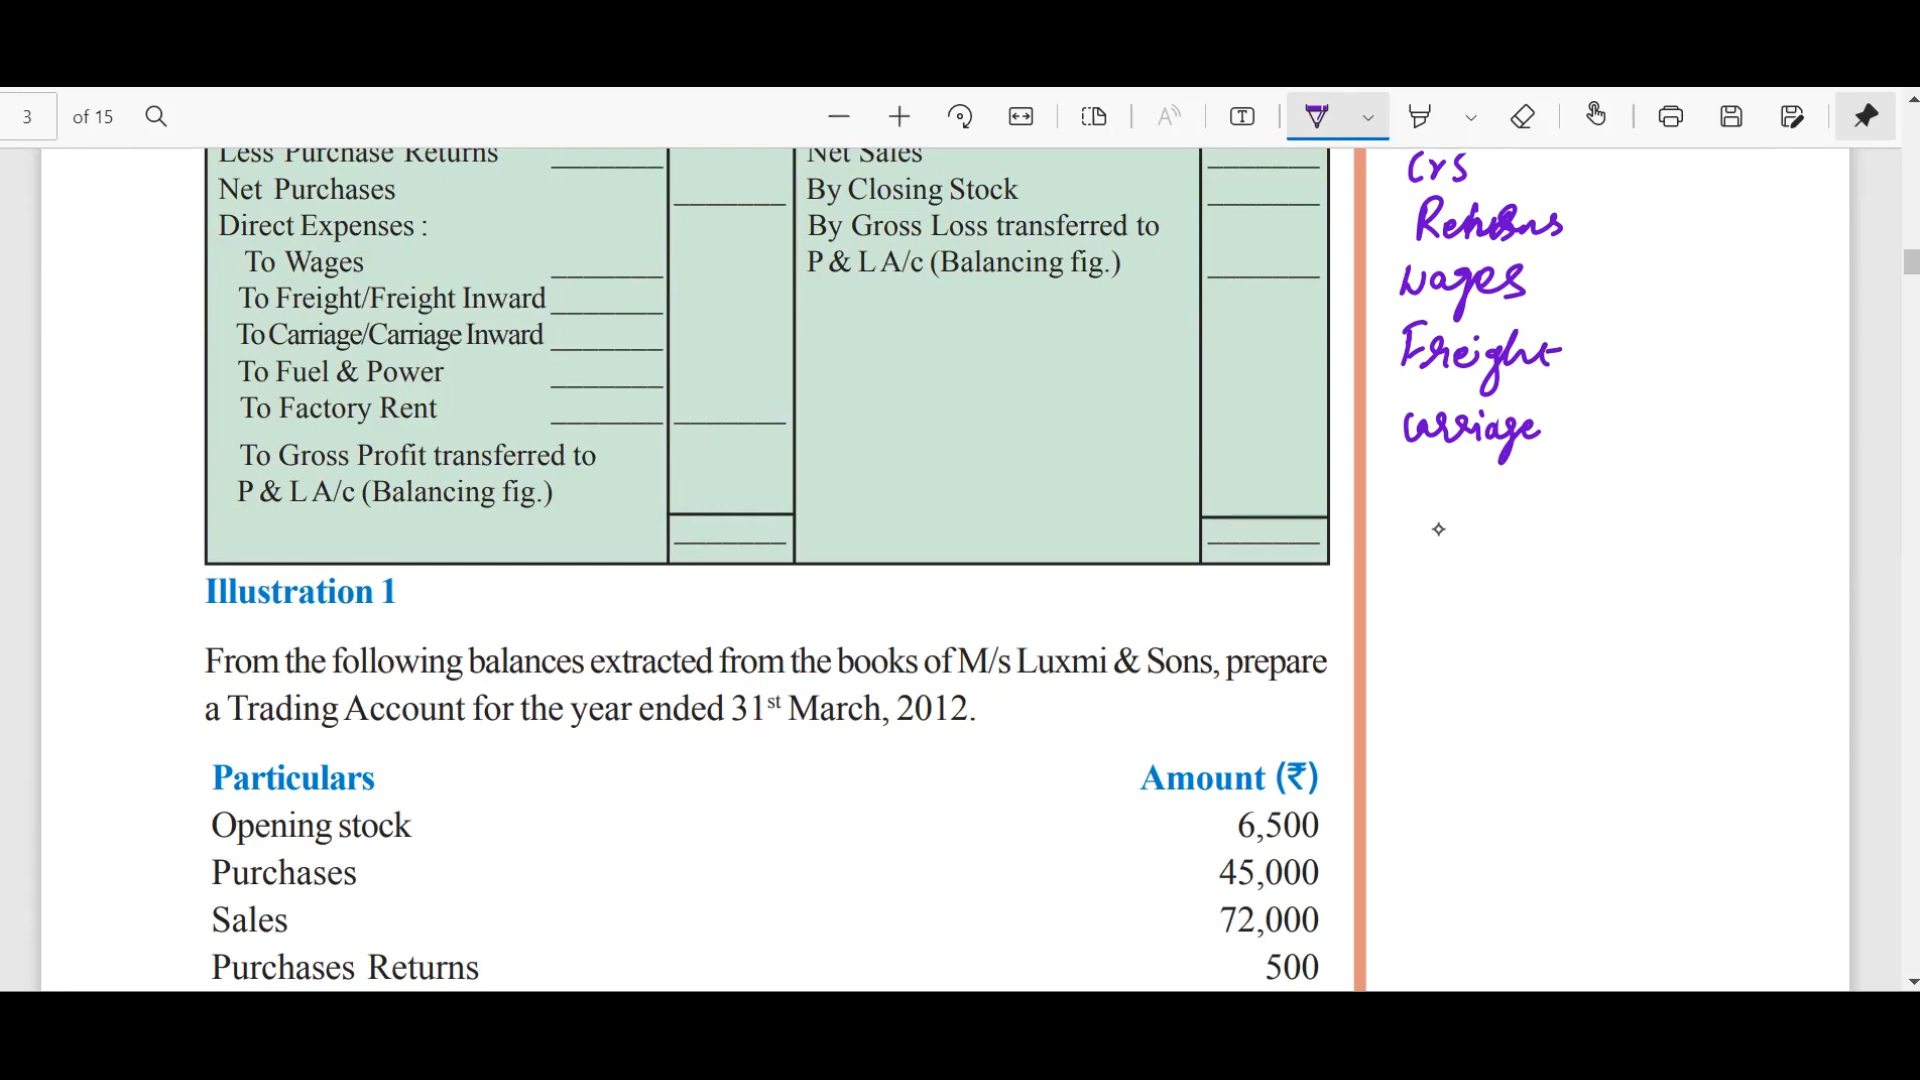 3 of 15
Less Purchase Returns
Net Purchases
Direct Expenses :
To Wages
To Freight/Freight Inward
To Carriage/Carriage Inward
To Fuel & Power
To Factory Rent
To Gross Profit transferred to
P & L A/c (Balancing fig.)
Net Sales
By Closing Stock
By Gross Loss transferred to
P & L A/c (Balancing fig.)
Crs
Returns
wages
Freight
carriage
Illustration 1
From the following balances extracted from the books of M/s Luxmi & Sons, prepare
a Trading Account for the year ended 31st March, 2012.
Particulars Amount (₹)
Opening stock 6,500
Purchases 45,000
Sales 72,000
Purchases Returns 500